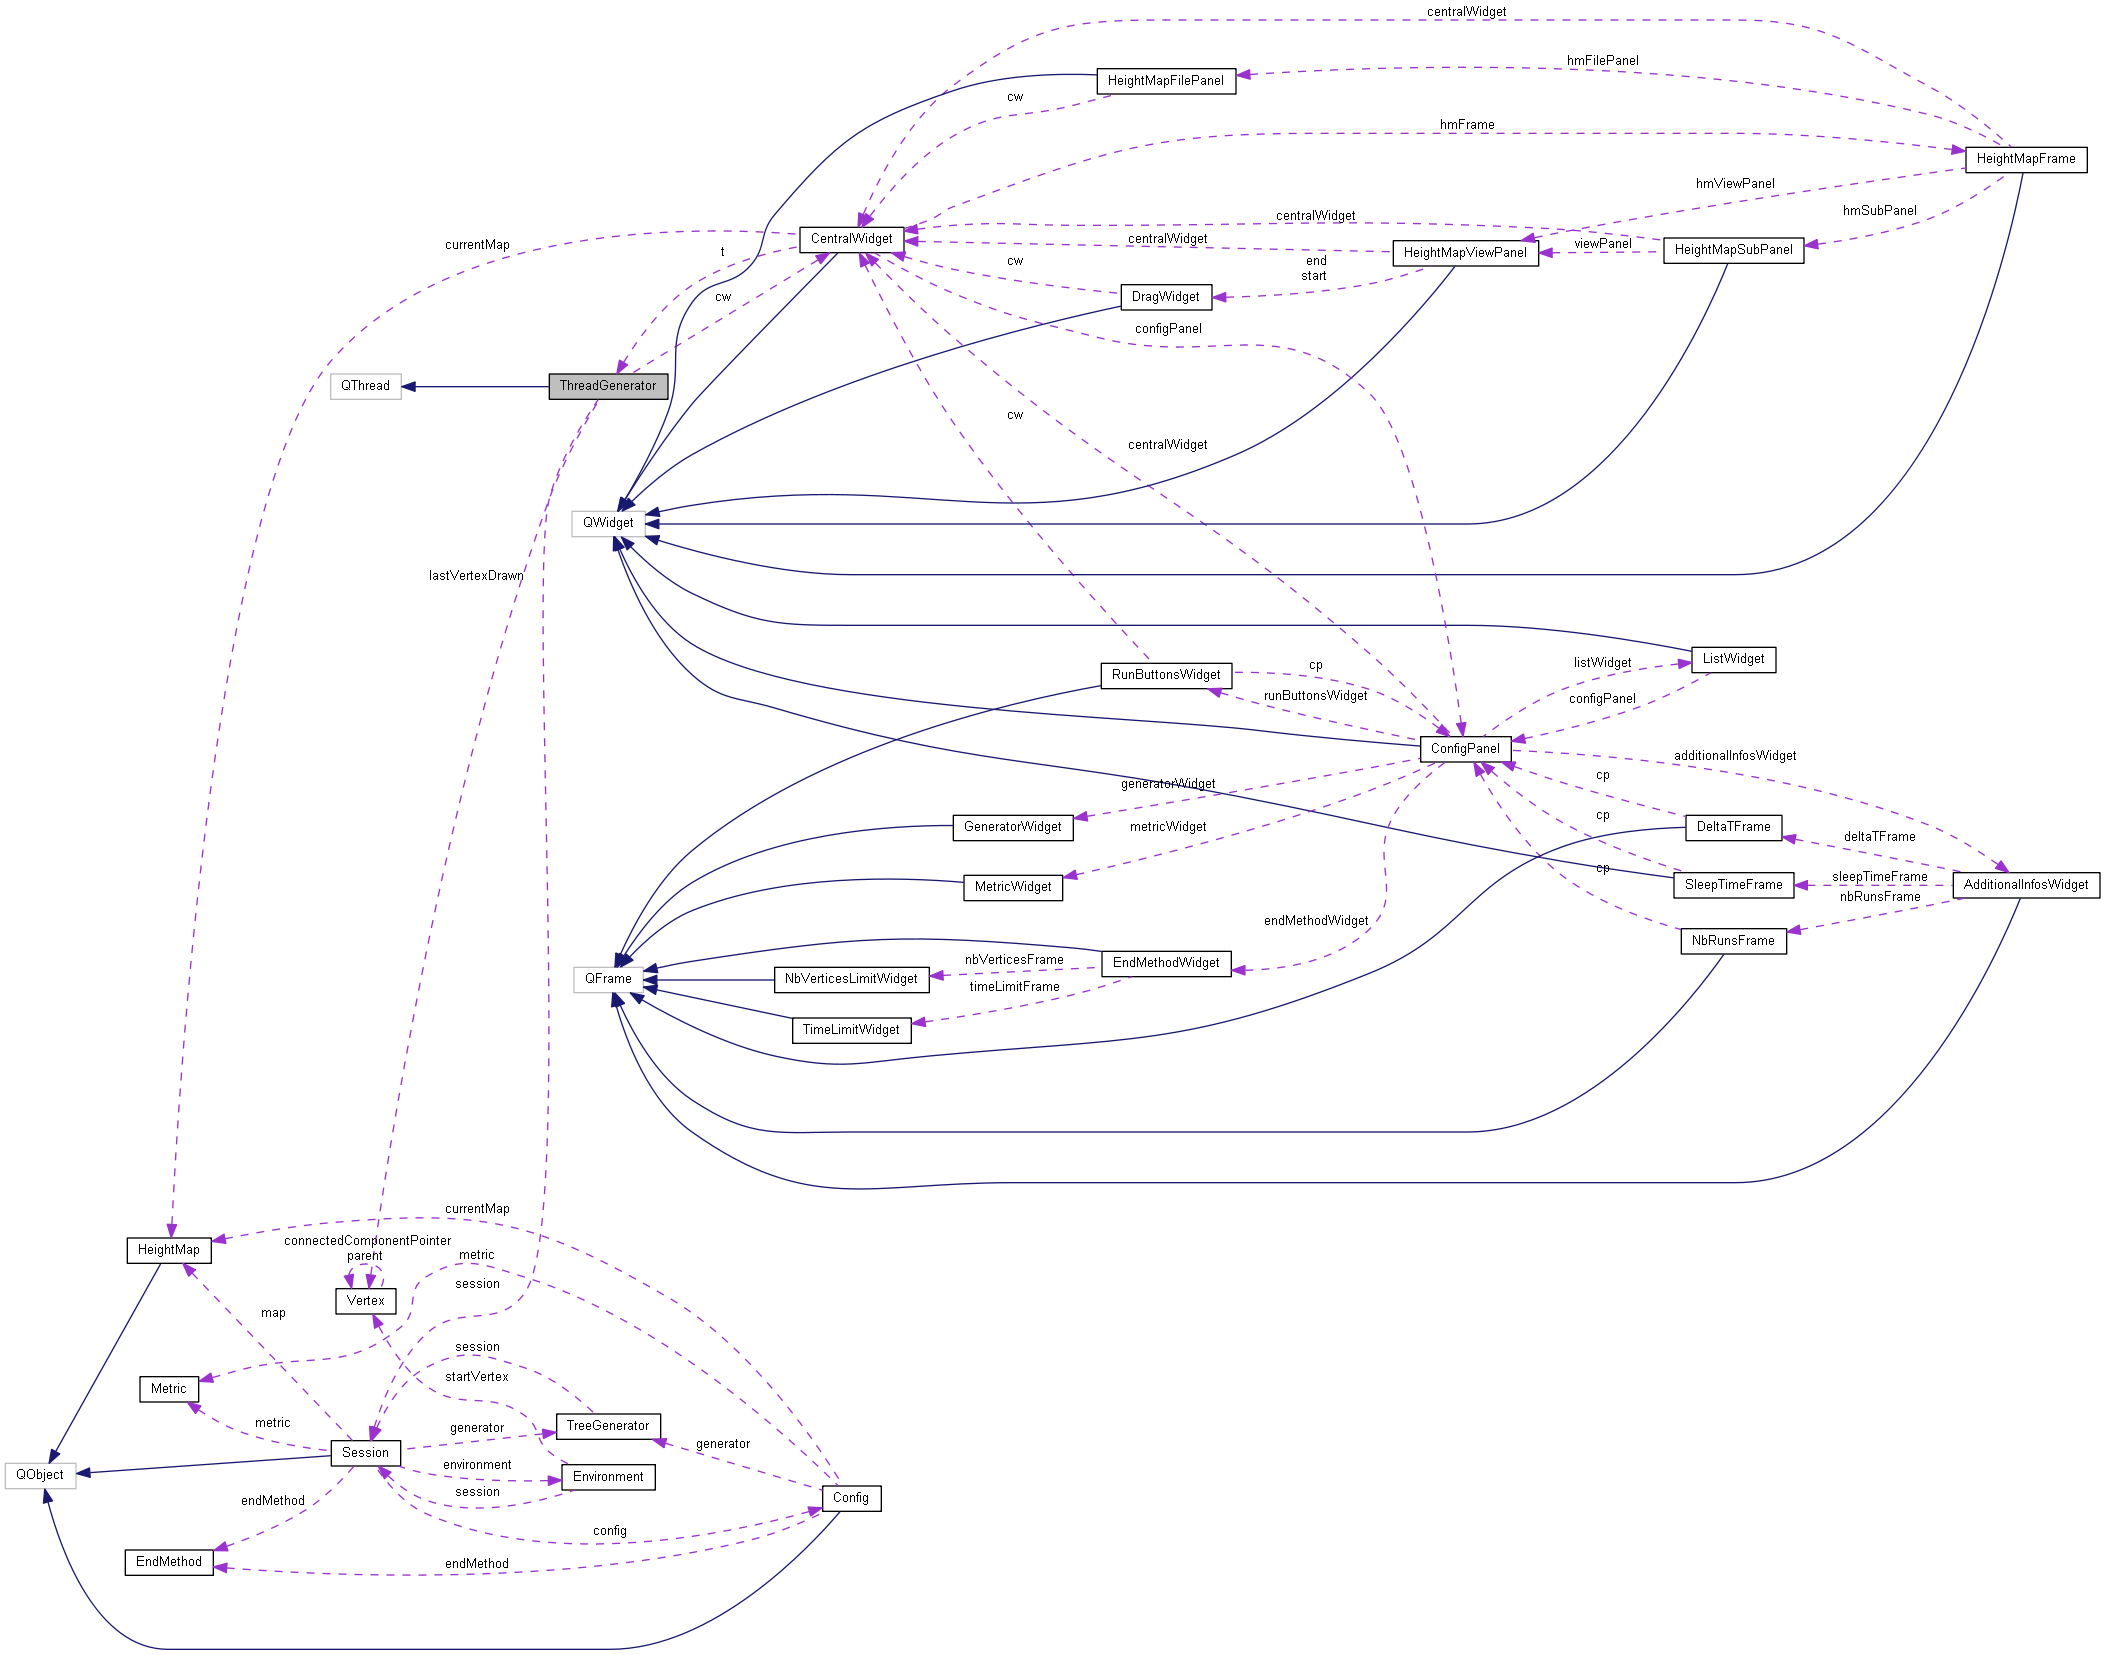 centralWidget
hmFilePanel
HeightMapFilePanel
cw
hmFrame
HeightMapFrame
hmViewPanel
hmSubPanel
centralWidget
currentMap
CentralWidget
centralWidget
viewPanel
HeightMapSubPanel
t
HeightMapViewPanel
cw
end
start
cw
DragWidget
configPanel
QThread
ThreadGenerator
cw
centralWidget
QWidget
lastVertexDrawn
ListWidget
listWidget
cp
RunButtonsWidget
runButtonsWidget
configPanel
ConfigPanel
additionalInfosWidget
cp
generatorWidget
GeneratorWidget
metricWidget
cp
DeltaTFrame
deltaTFrame
cp
sleepTimeFrame
SleepTimeFrame
AdditionalInfosWidget
MetricWidget
nbRunsFrame
endMethodWidget
NbRunsFrame
nbVerticesFrame
EndMethodWidget
QFrame
NbVerticesLimitWidget
timeLimitFrame
TimeLimitWidget
currentMap
connectedComponentPointer
parent
HeightMap
metric
session
Vertex
map
session
startVertex
Metric
metric
generator
TreeGenerator
generator
Session
environment
QObject
Environment
session
endMethod
Config
config
EndMethod
endMethod